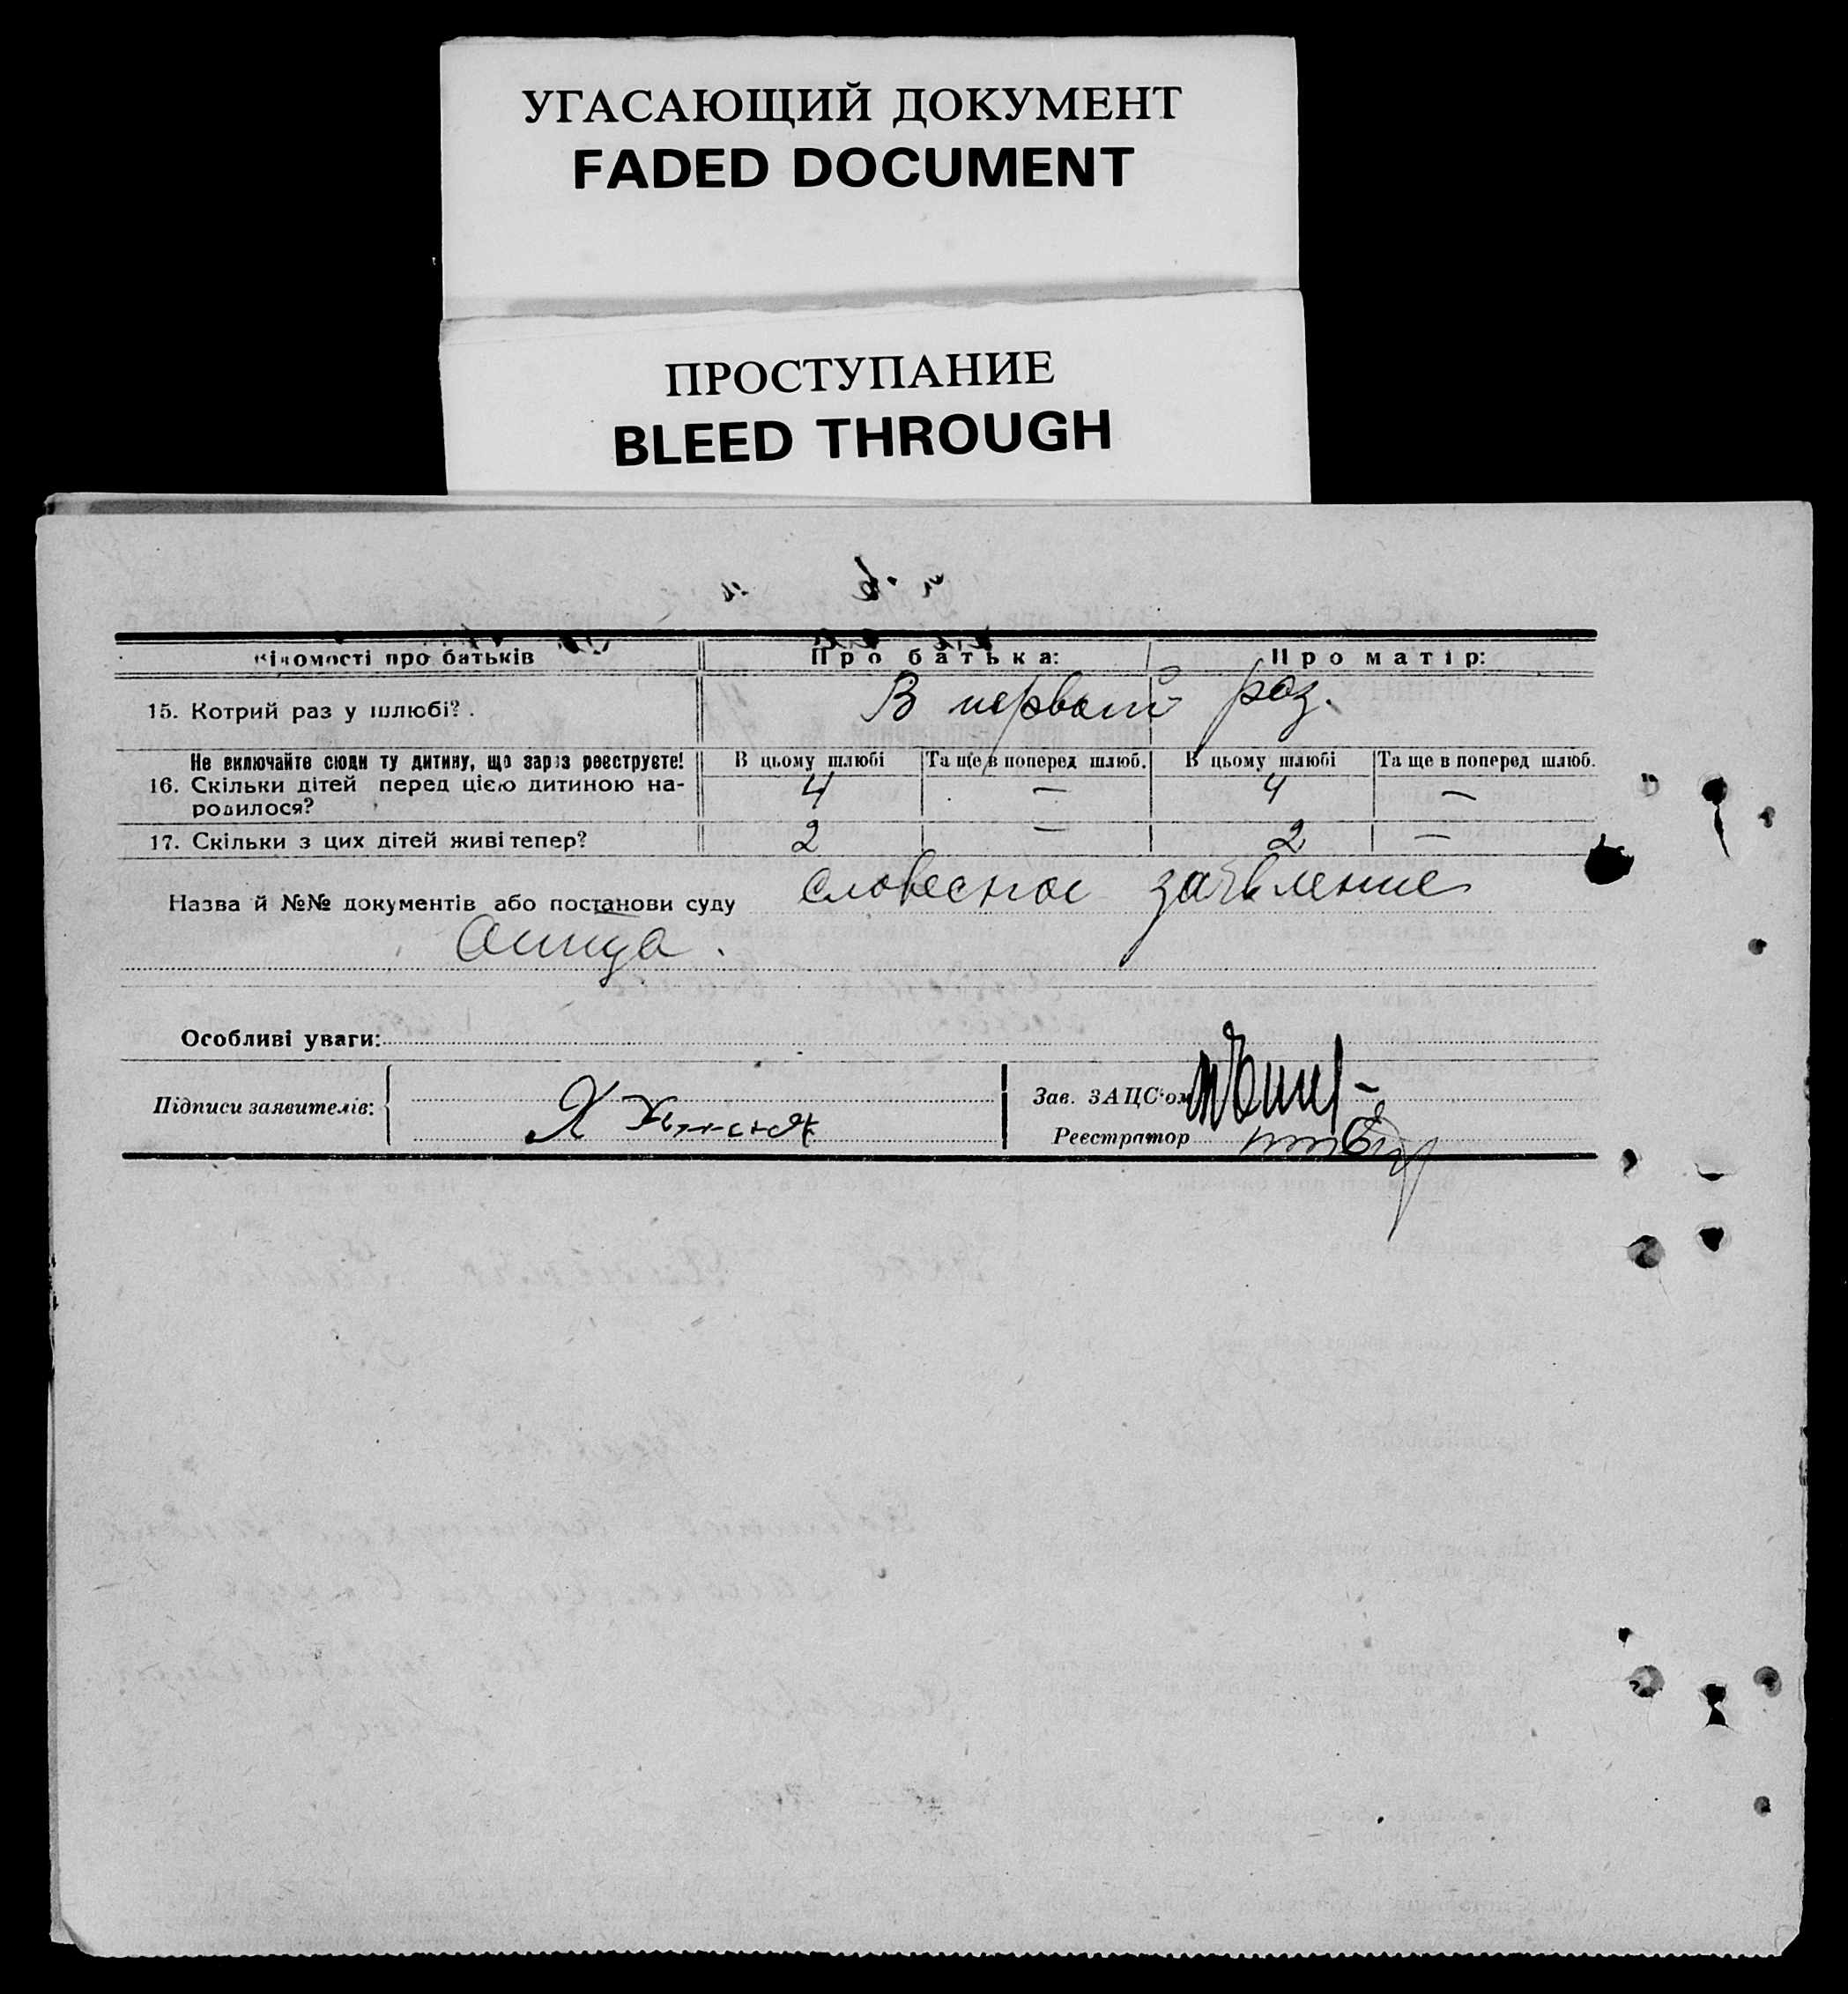 УГАСАЮЩИЙ ДОКУМЕНТ
FADED DOCUMENT
ПРОСТУПАНИЕ
BLEED THROUGH
Відомості про батьків Про батька: Про матір:
15. Котрий раз у шлюбі? В первый раз.
Не включайте сюди ту дитину, що зараз реєструєте! В цьому шлюбі Та ще в поперед шлюб. В цьому шлюбі Та ще в поперед шлюб.
16. Скільки дітей перед цією дитиною на- 4 — 4 —
родилося?
17. Скільки з цих дітей живі тепер? 2 — 2 —
Назва й №№ документів або постанови суду словесное заявление
Отца.
Особливі уваги:
Підписи заявителів:
Зав. ЗАЦС'ом
Реєстратор